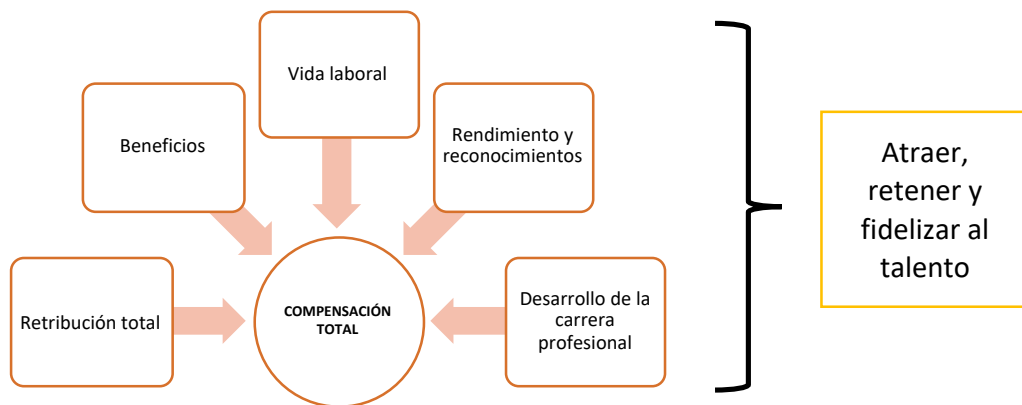 Vida laboral
Beneficios
Rendimiento y
reconocimientos
Retribución total
COMPENSACIÓN
TOTAL
Desarrollo de la
carrera
profesional
Atraer,
retener y
fidelizar al
talento